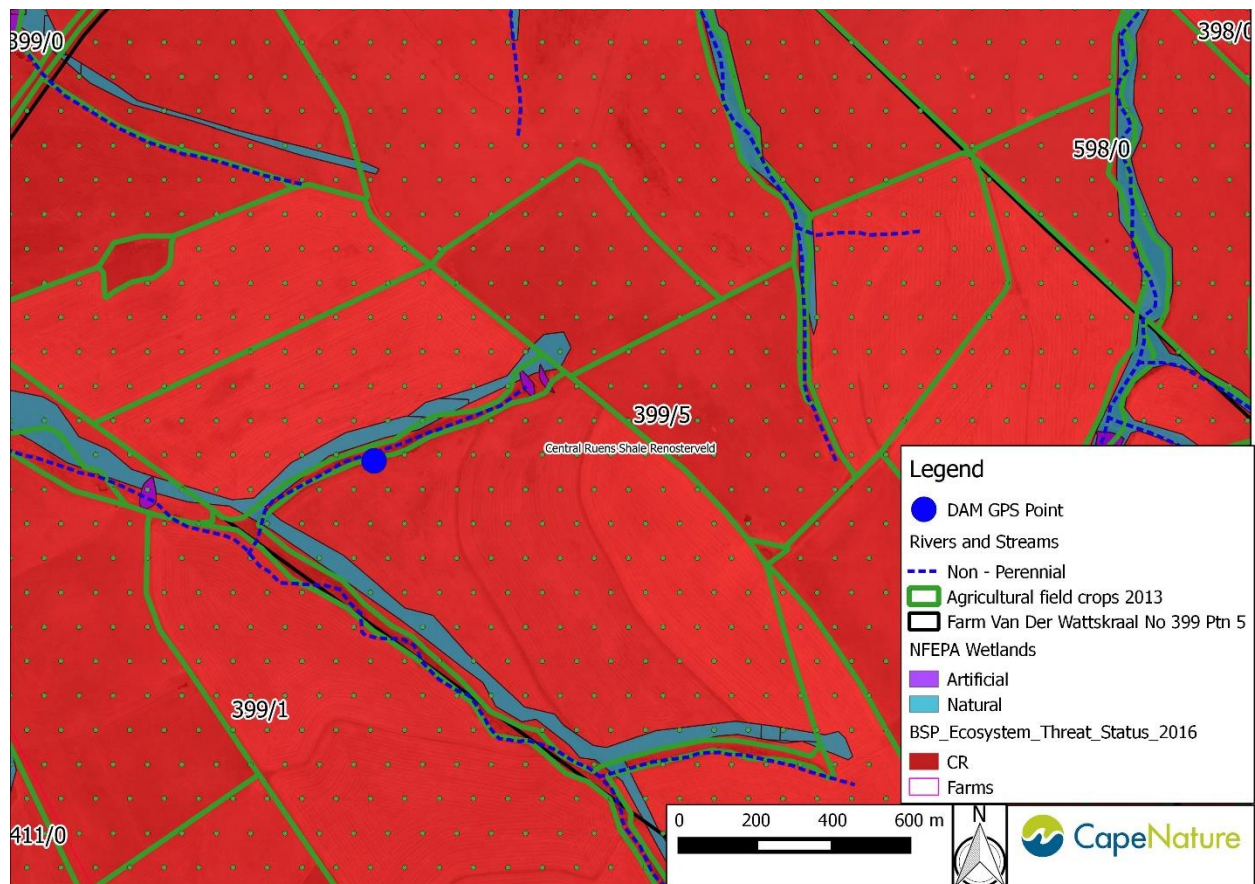 399/0
398/0
598/0
399/5
Central Ruens Shale Renosterveld
399/1
411/0
Legend
DAM GPS Point
Rivers and Streams
Non - Perennial
Agricultural field crops 2013
Farm Van Der Wattskraal No 399 Ptn 5
NFEPA Wetlands
Artificial
Natural
BSP_Ecosystem_Threat_Status_2016
CR
Farms
0 200 400 600 m
N
CapeNature